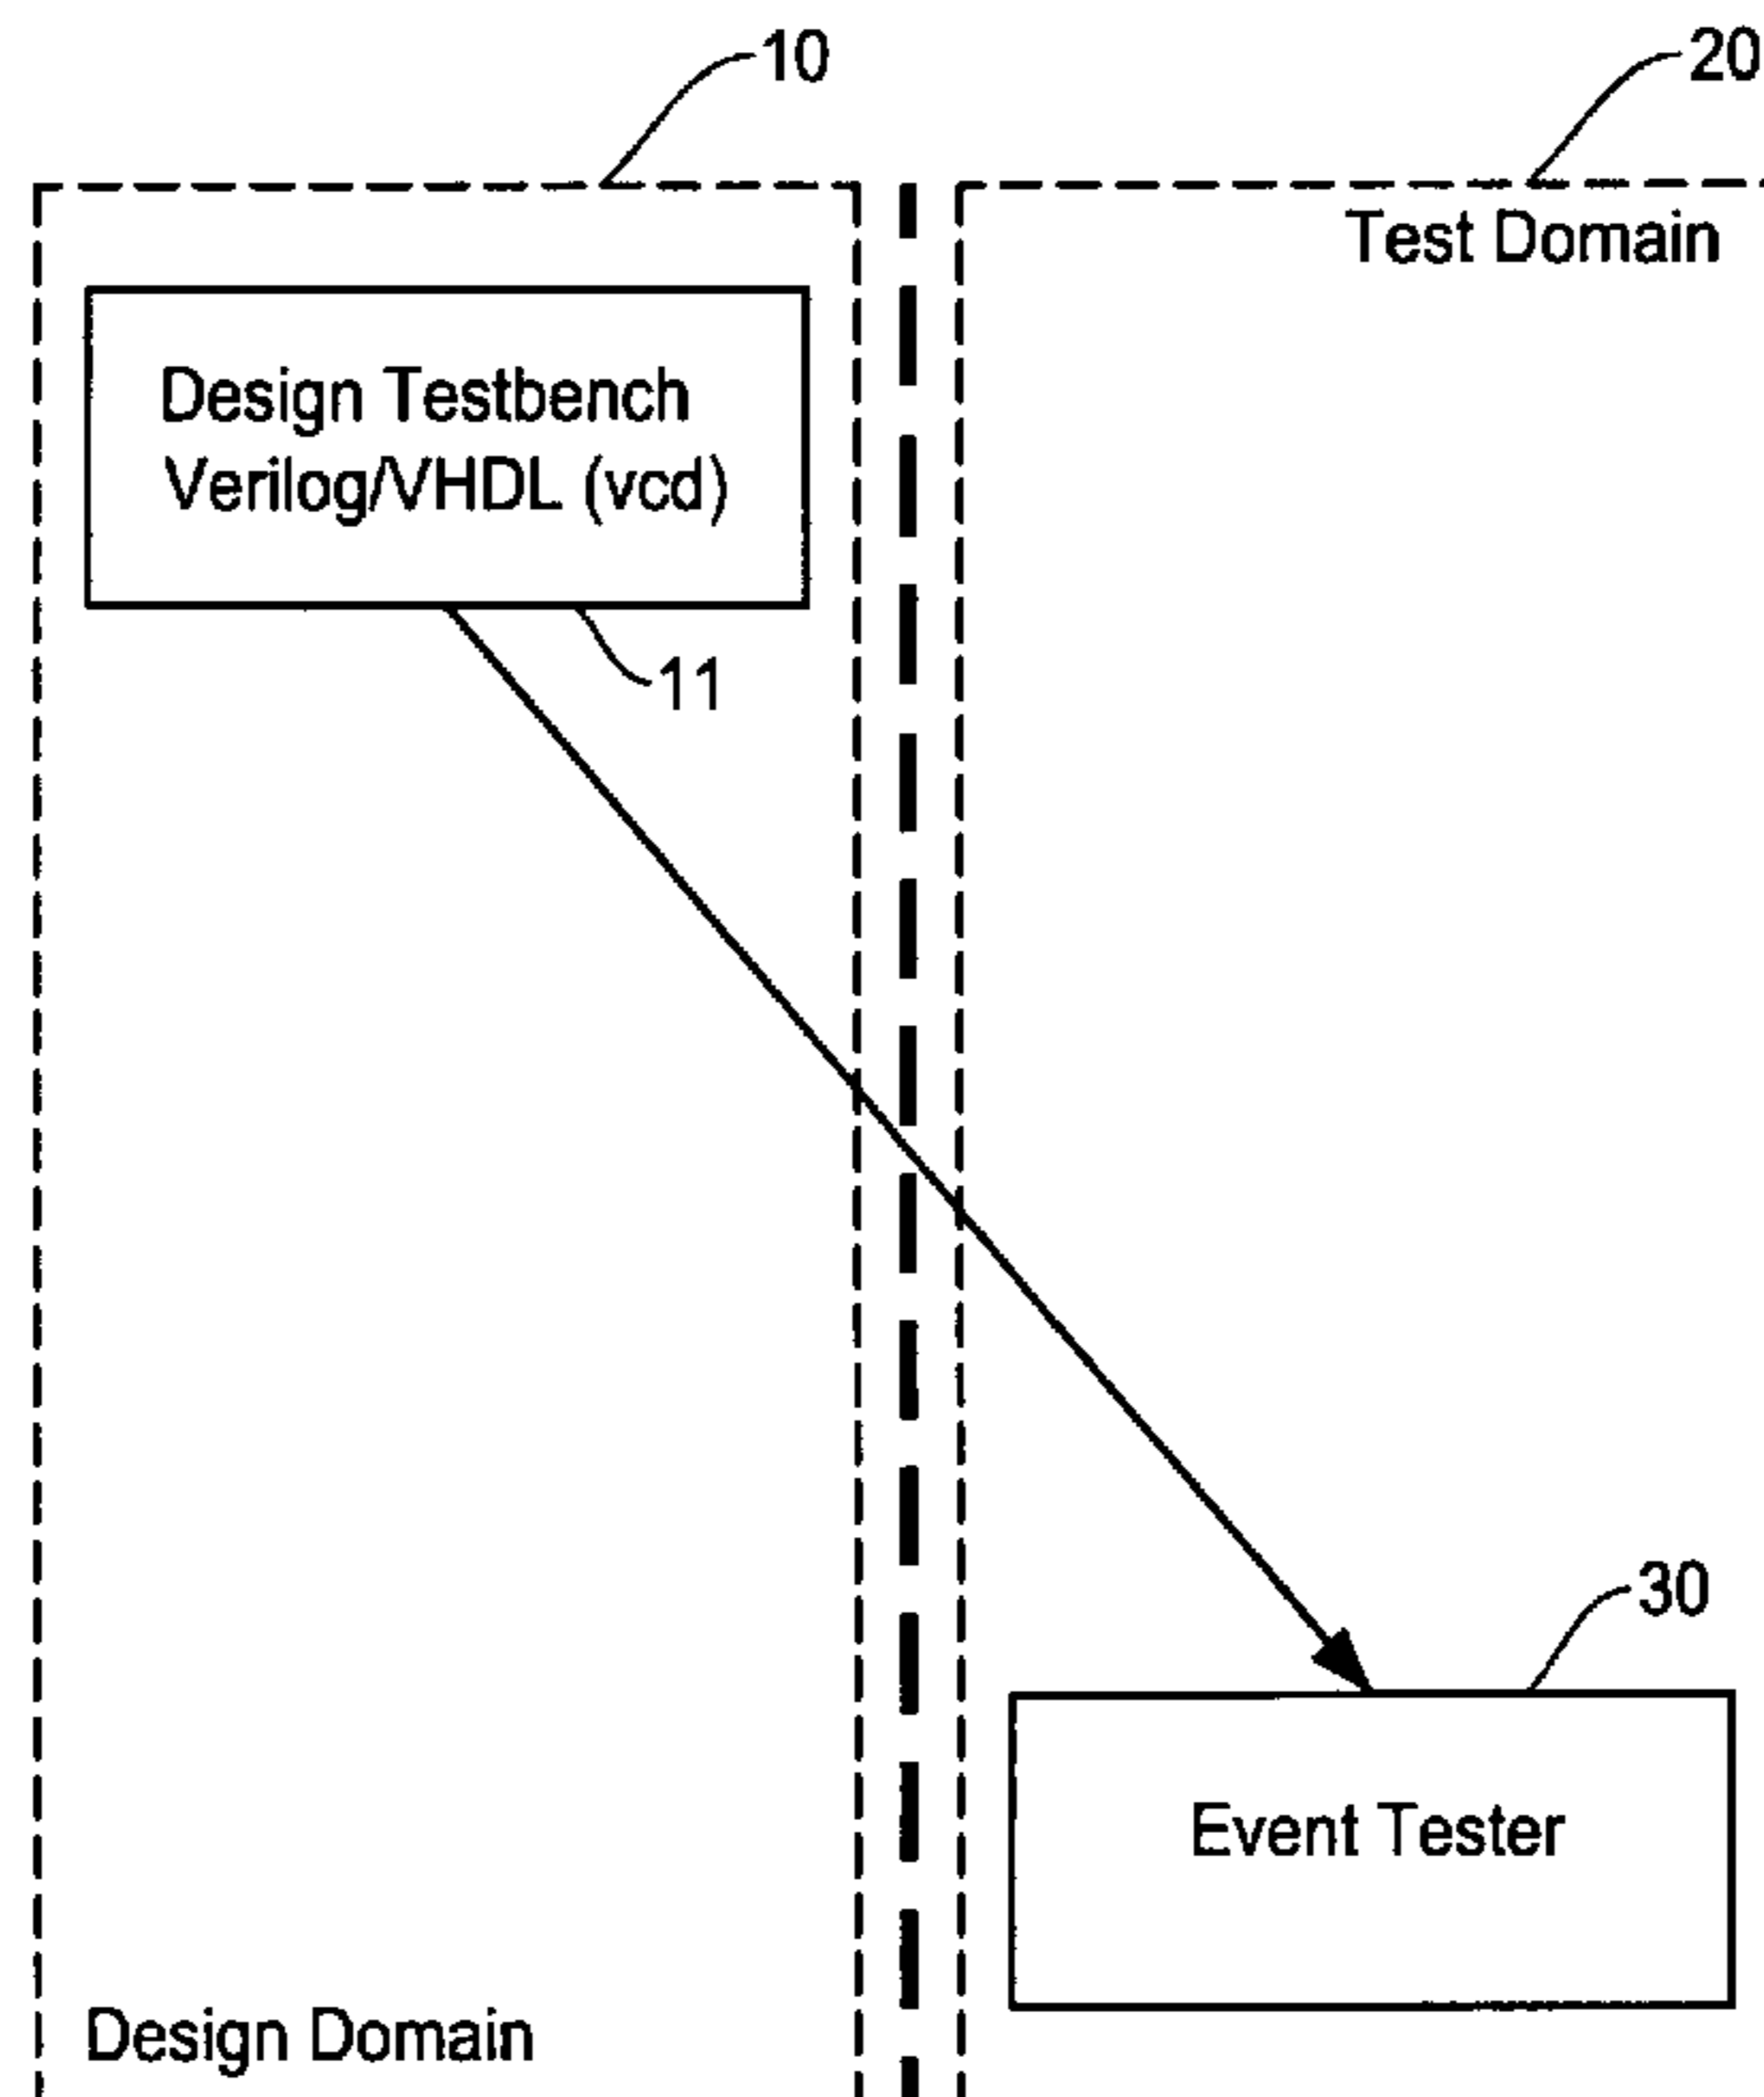 10
20
Test Domain
Design Testbench
Verilog/VHDL (vcd)
11
30
Event Tester
Design Domain